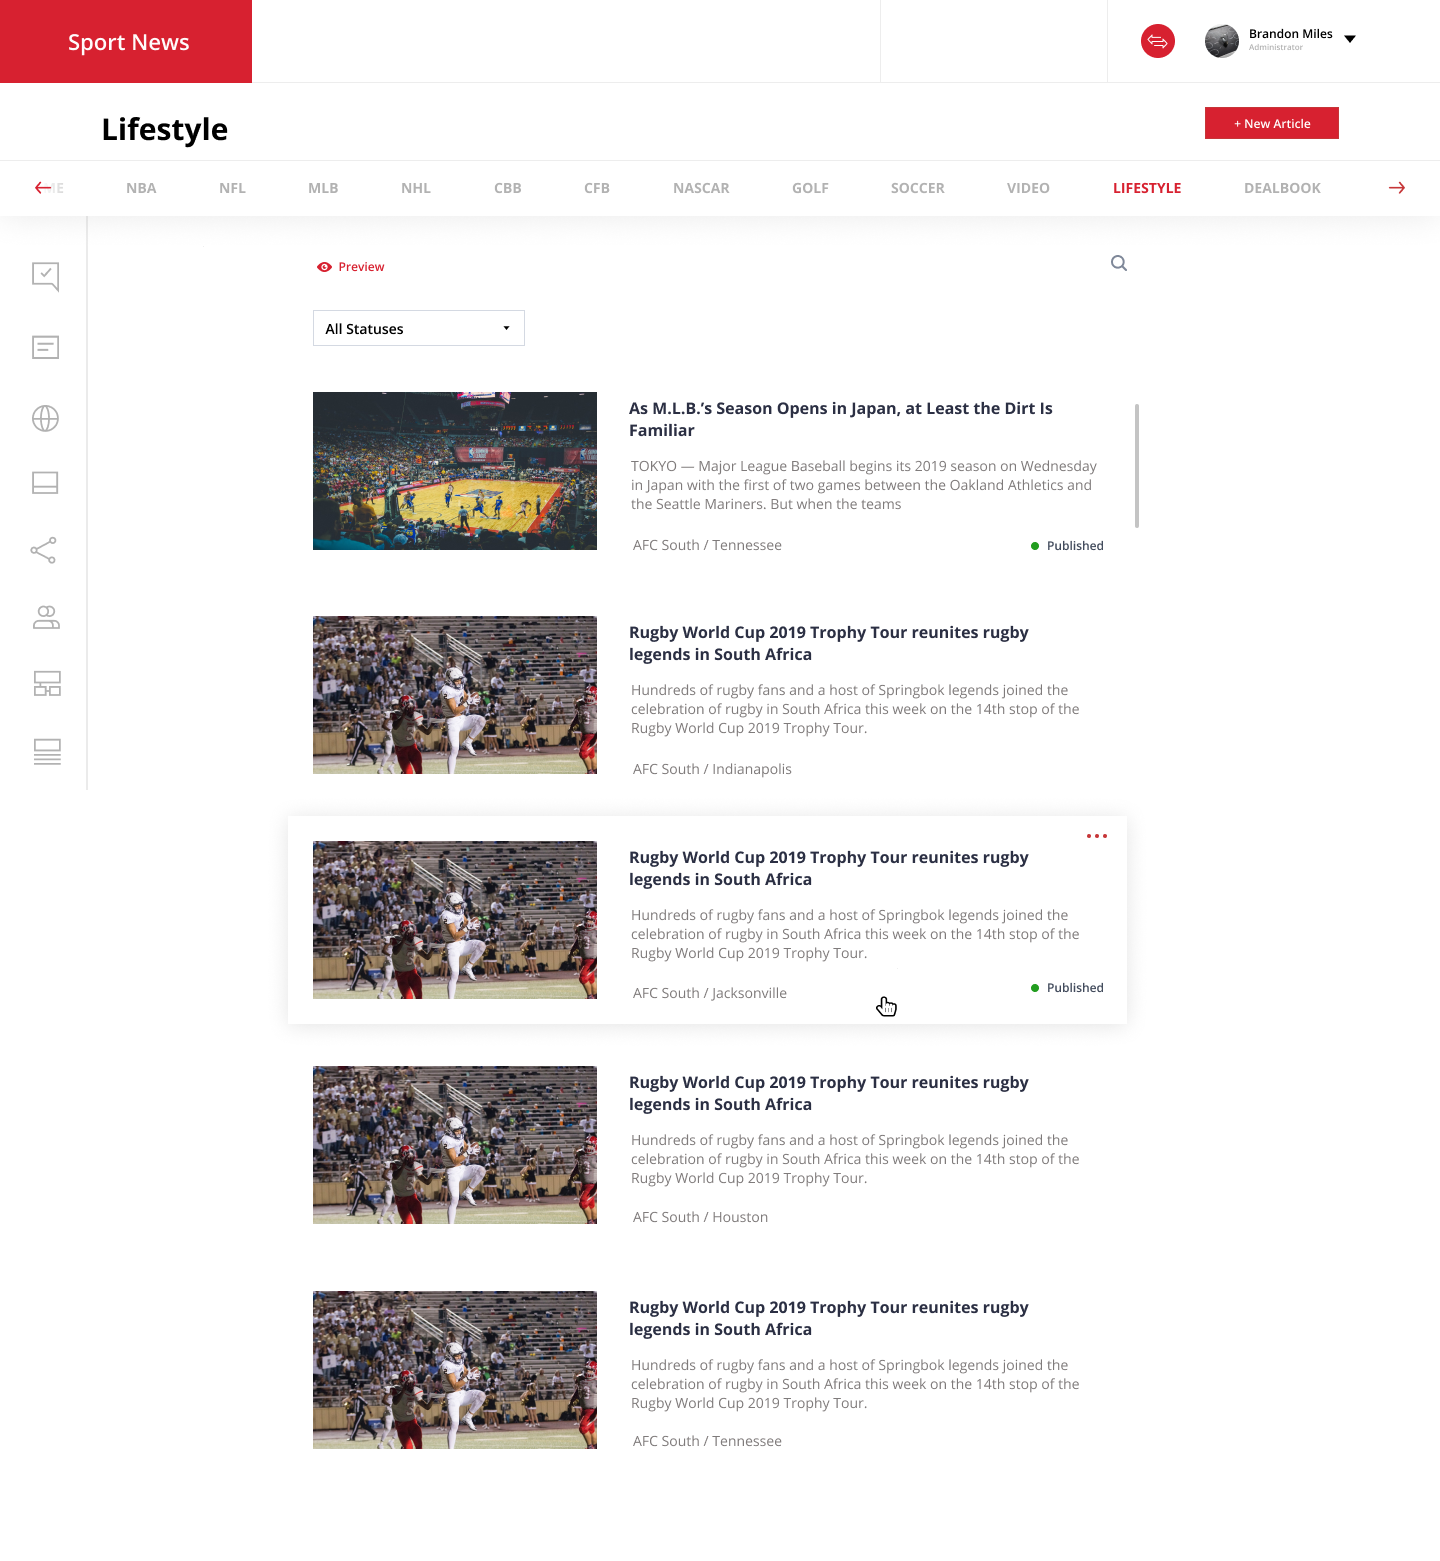 Sport News
Brandon Miles
Administrator
Lifestyle
+ New Article
NBA NFL MLB NHL CBB CFB NASCAR GOLF SOCCER VIDEO LIFESTYLE DEALBOOK
Preview
All Statuses
As M.L.B.’s Season Opens in Japan, at Least the Dirt Is
Familiar
TOKYO — Major League Baseball begins its 2019 season on Wednesday
in Japan with the first of two games between the Oakland Athletics and
the Seattle Mariners. But when the teams
AFC South / Tennessee
Published
Rugby World Cup 2019 Trophy Tour reunites rugby
legends in South Africa
Hundreds of rugby fans and a host of Springbok legends joined the
celebration of rugby in South Africa this week on the 14th stop of the
Rugby World Cup 2019 Trophy Tour.
AFC South / Indianapolis
Rugby World Cup 2019 Trophy Tour reunites rugby
legends in South Africa
Hundreds of rugby fans and a host of Springbok legends joined the
celebration of rugby in South Africa this week on the 14th stop of the
Rugby World Cup 2019 Trophy Tour.
AFC South / Jacksonville
Published
Rugby World Cup 2019 Trophy Tour reunites rugby
legends in South Africa
Hundreds of rugby fans and a host of Springbok legends joined the
celebration of rugby in South Africa this week on the 14th stop of the
Rugby World Cup 2019 Trophy Tour.
AFC South / Houston
Rugby World Cup 2019 Trophy Tour reunites rugby
legends in South Africa
Hundreds of rugby fans and a host of Springbok legends joined the
celebration of rugby in South Africa this week on the 14th stop of the
Rugby World Cup 2019 Trophy Tour.
AFC South / Tennessee